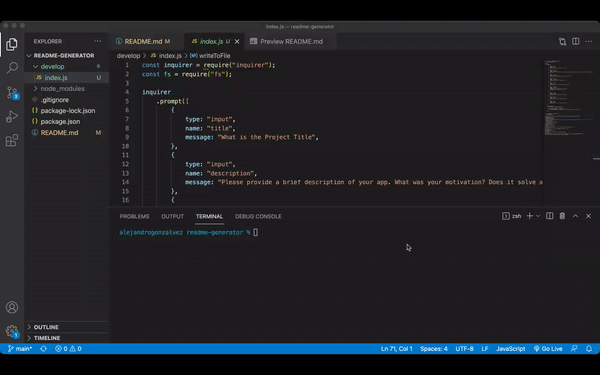 index.js — readme-generator
EXPLORER
README-GENERATOR
develop
index.js U
node_modules
.gitignore
package-lock.json
package.json
README.md M
OUTLINE
TIMELINE
README.md M
index.js U
Preview README.md
develop > JS index.js > writeToFile
1 const inquirer = require("inquirer");
2 const fs = require("fs");
3
4 inquirer
5 .prompt([
6 {
7 type: "input",
8 name: "title",
9 message: "What is the Project Title",
10 },
11 {
12 type: "input",
13 name: "description",
14 message: "Please provide a brief description of your app. What was your motivation? Does it solve a
15 },
16 {
PROBLEMS OUTPUT TERMINAL DEBUG CONSOLE
zsh
alejandrogonzalvez readme-generator %
main* 0 0 Ln 71, Col 1 Spaces: 4 UTF-8 LF JavaScript Go Live